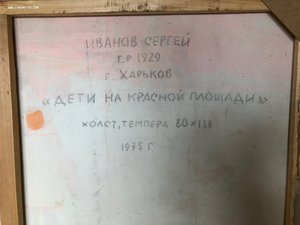 ИВАНОВ СЕРГЕЙ
Г.Р 1929
г. ХАРЬКОВ
«ДЕТИ НА КРАСНОЙ ПЛОЩАДИ»
ХОЛСТ, ТЕМПЕРА 80×138
1975 Г